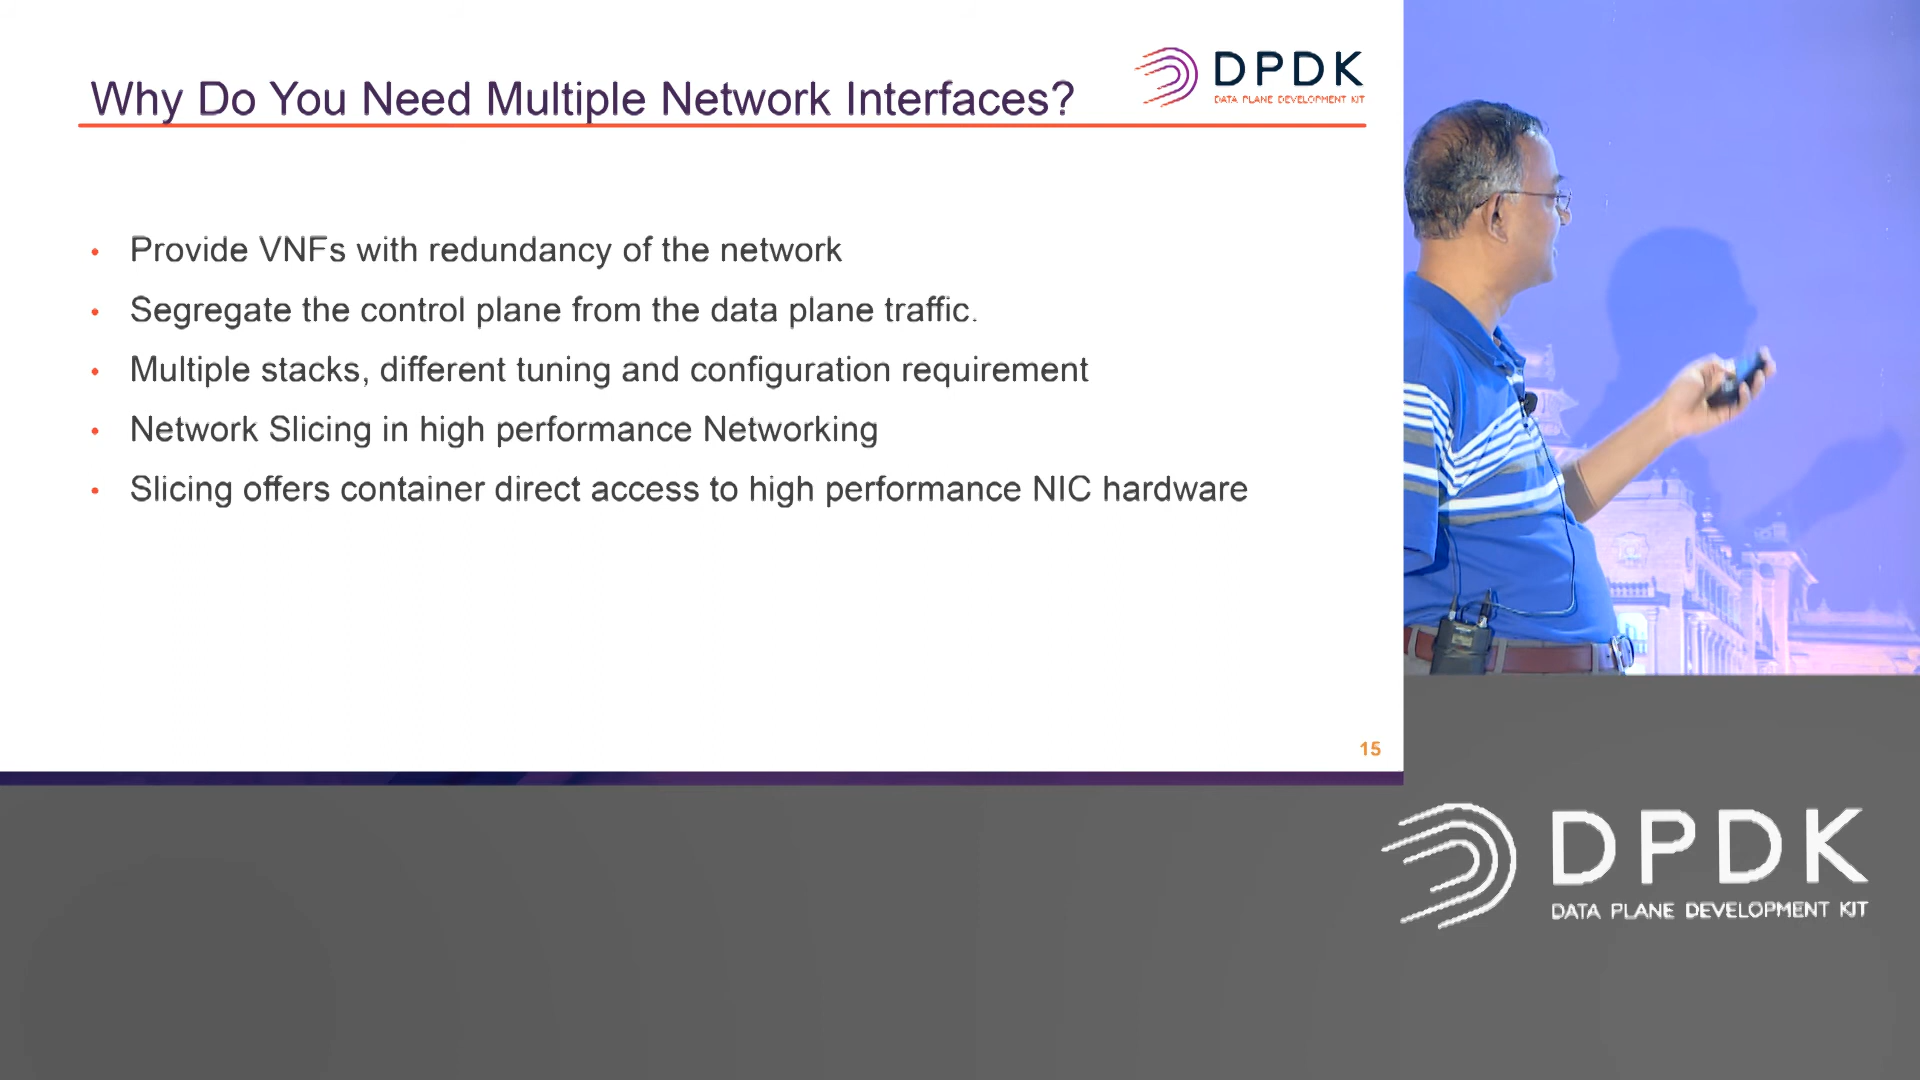 Why Do You Need Multiple Network Interfaces?
DPDK
DATA PLANE DEVELOPMENT KIT
• Provide VNFs with redundancy of the network
• Segregate the control plane from the data plane traffic.
• Multiple stacks, different tuning and configuration requirement
• Network Slicing in high performance Networking
• Slicing offers container direct access to high performance NIC hardware
15
DPDK
DATA PLANE DEVELOPMENT KIT